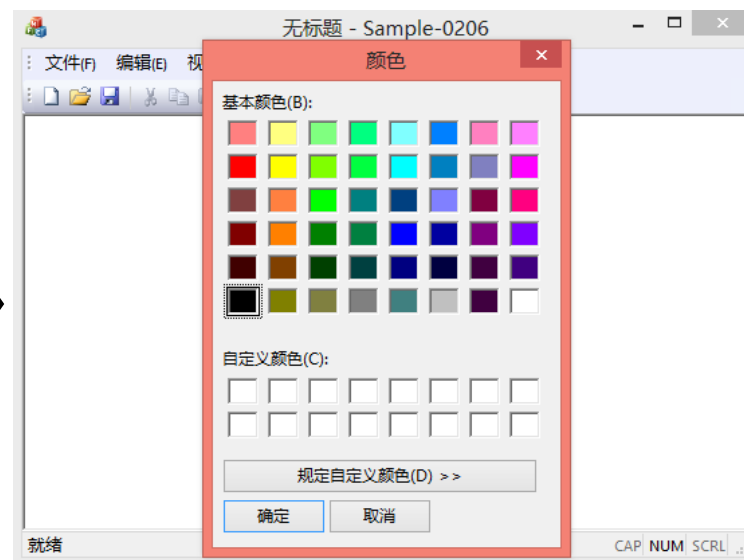 无标题 - Sample-0206
文件(F) 编辑(E) 视
颜色
基本颜色(B):
自定义颜色(C):
规定自定义颜色(D) >>
确定 取消
就绪 CAP NUM SCRL